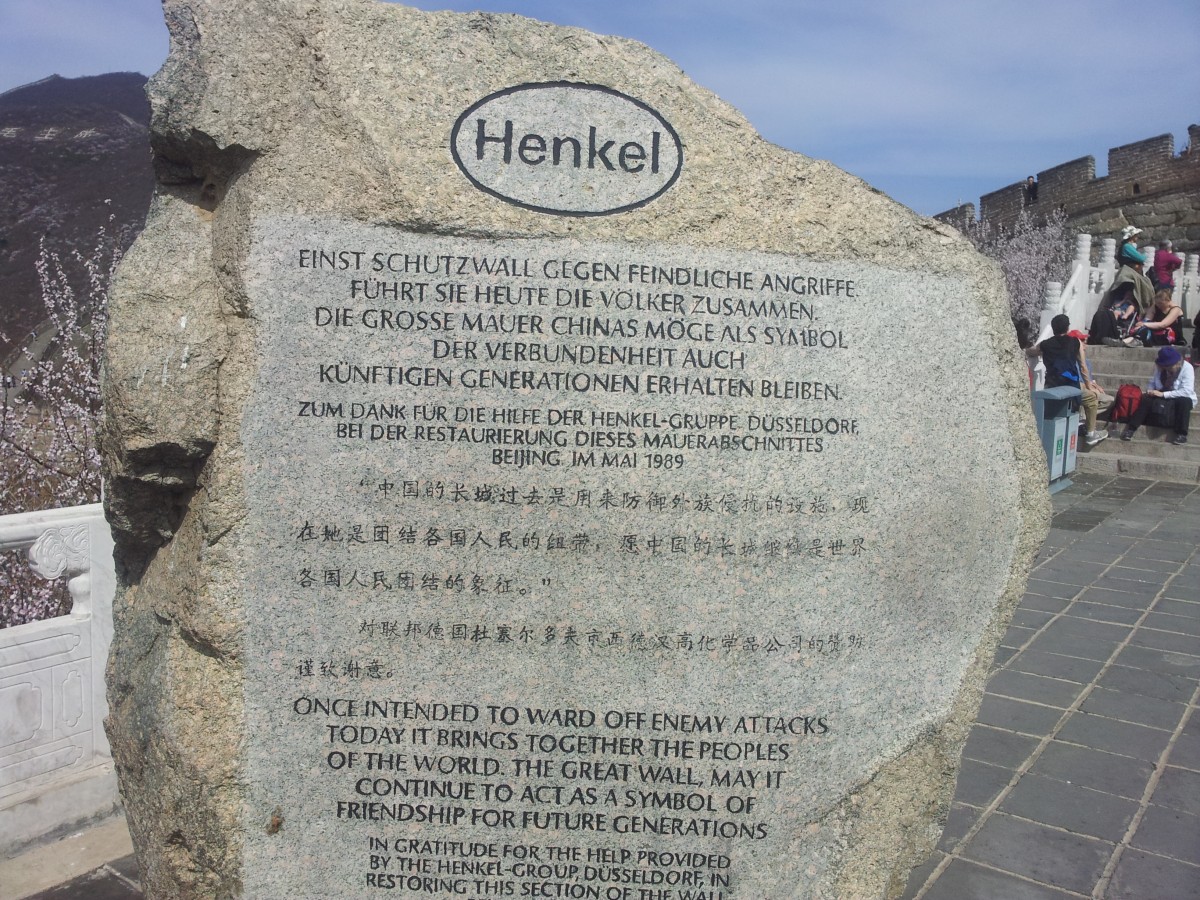 Henkel
EINST SCHUTZWALL GEGEN FEINDLICHE ANGRIFFE.
FÜHRT SIE HEUTE DIE VÖLKER ZUSAMMEN.
DIE GROSSE MAUER CHINAS MÖGE ALS SYMBOL
DER VERBUNDENHEIT AUCH
KÜNFTIGEN GENERATIONEN ERHALTEN BLEIBEN.
ZUM DANK FÜR DIE HILFE DER HENKEL-GRUPPE, DÜSSELDORF,
BEI DER RESTAURIERUNG DIESES MAUERABSCHNITTES
BEIJING, IM MAI 1989
“中国的长城过去是用来防御外族侵扰的设施，现
在她是团结各国人民的纽带，愿中国的长城继续是世界
各国人民团结的象征。”
对联邦德国杜塞尔多夫京西德汉高化学品公司的赞助
谨致谢意。
ONCE INTENDED TO WARD OFF ENEMY ATTACKS
TODAY IT BRINGS TOGETHER THE PEOPLES
OF THE WORLD. THE GREAT WALL, MAY IT
CONTINUE TO ACT AS A SYMBOL OF
FRIENDSHIP FOR FUTURE GENERATIONS
IN GRATITUDE FOR THE HELP PROVIDED
BY THE HENKEL-GROUP, DÜSSELDORF, IN
RESTORING THIS SECTION OF THE WALL